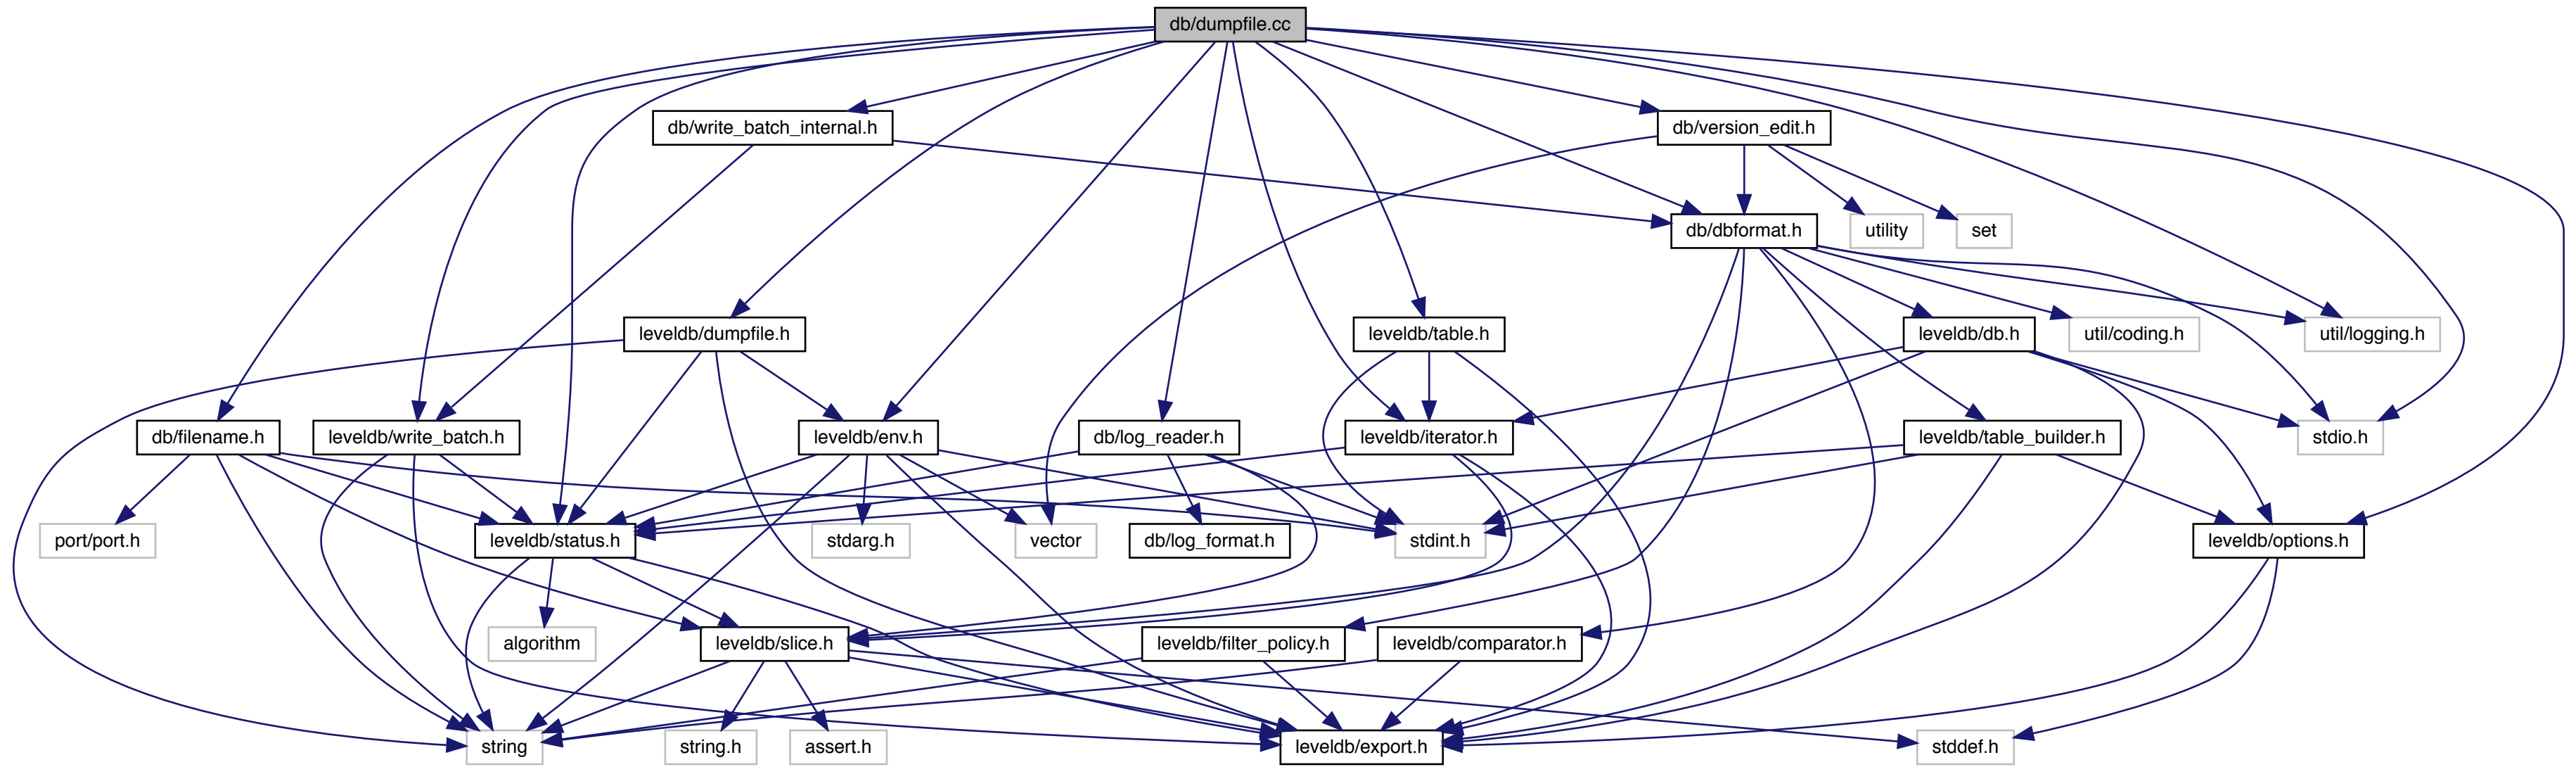 db/dumpfile.cc
db/write_batch_internal.h
db/version_edit.h
db/dbformat.h
utility
set
leveldb/dumpfile.h
leveldb/table.h
leveldb/db.h
util/coding.h
util/logging.h
db/filename.h
leveldb/write_batch.h
leveldb/env.h
db/log_reader.h
leveldb/iterator.h
leveldb/table_builder.h
stdio.h
port/port.h
leveldb/status.h
stdarg.h
vector
db/log_format.h
stdint.h
leveldb/options.h
algorithm
leveldb/slice.h
leveldb/filter_policy.h
leveldb/comparator.h
string
string.h
assert.h
leveldb/export.h
stddef.h